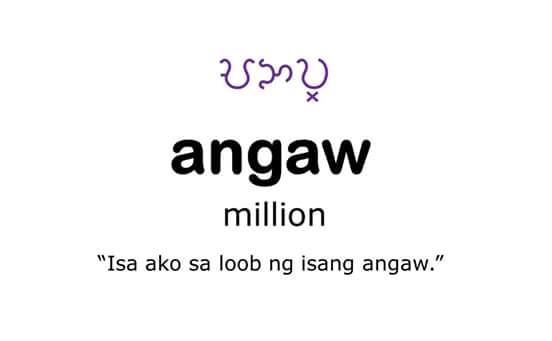 ᜀᜅᜏ᜔
angaw
million
“Isa ako sa loob ng isang angaw.”